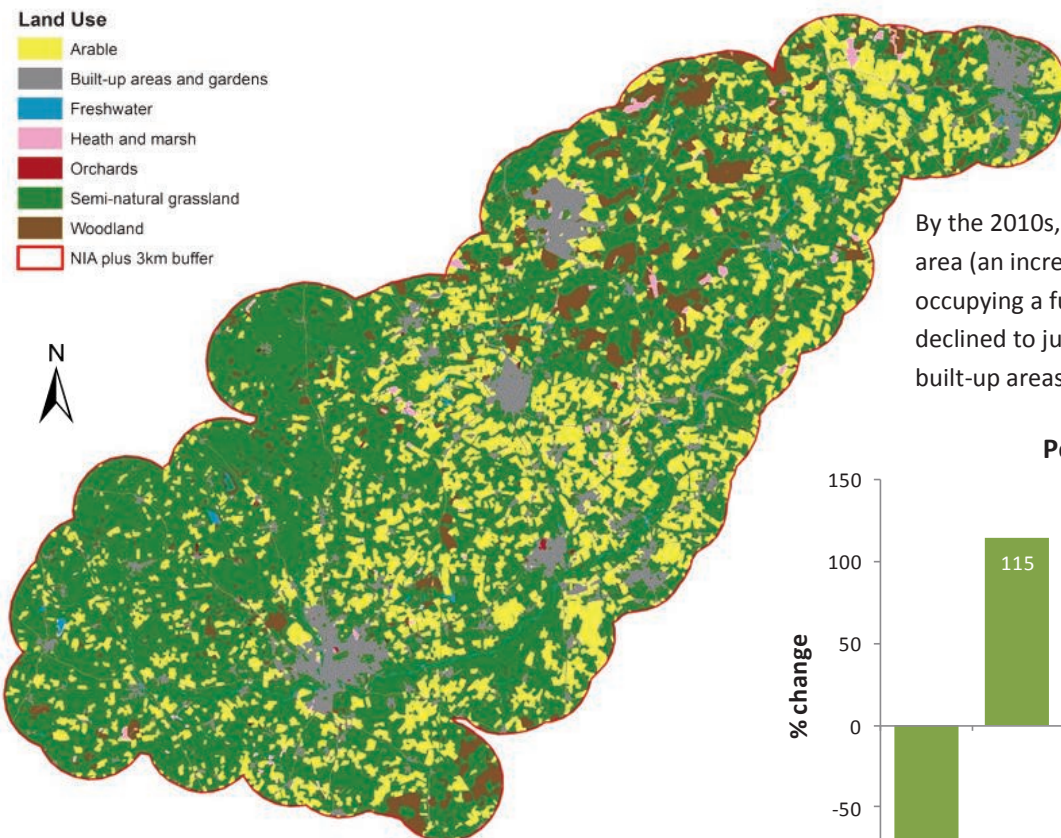 Land Use
Arable
Built-up areas and gardens
Freshwater
Heath and marsh
Orchards
Semi-natural grassland
Woodland
NIA plus 3km buffer
N
By the 2010s,
area (an incre
occupying a fu
declined to ju
built-up areas
Pe
150
100
50
0
-50
% change
115